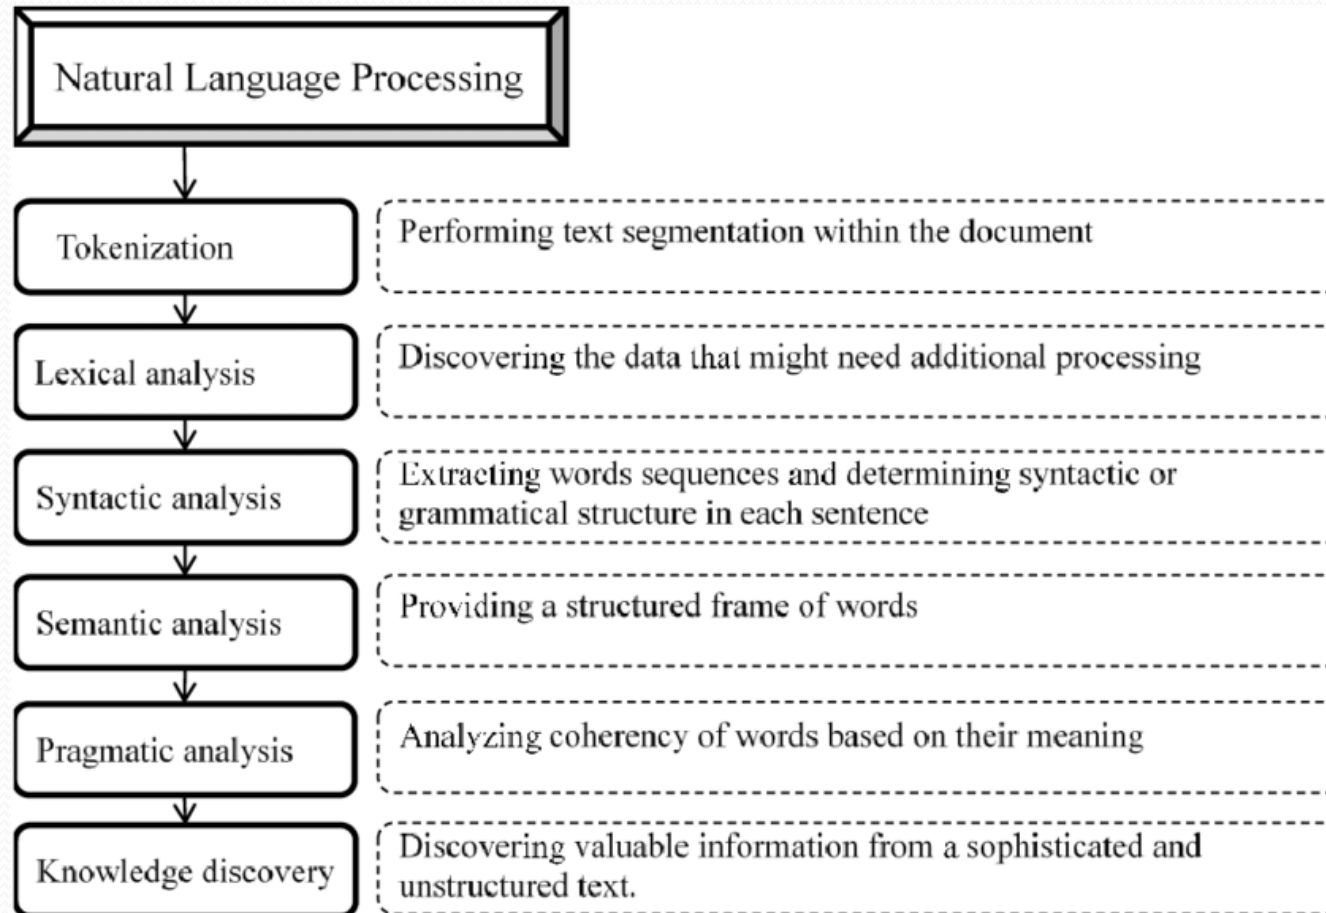 Natural Language Processing
Tokenization
Performing text segmentation within the document
Lexical analysis
Discovering the data that might need additional processing
Syntactic analysis
Extracting words sequences and determining syntactic or
grammatical structure in each sentence
Semantic analysis
Providing a structured frame of words
Pragmatic analysis
Analyzing coherency of words based on their meaning
Knowledge discovery
Discovering valuable information from a sophisticated and
unstructured text.